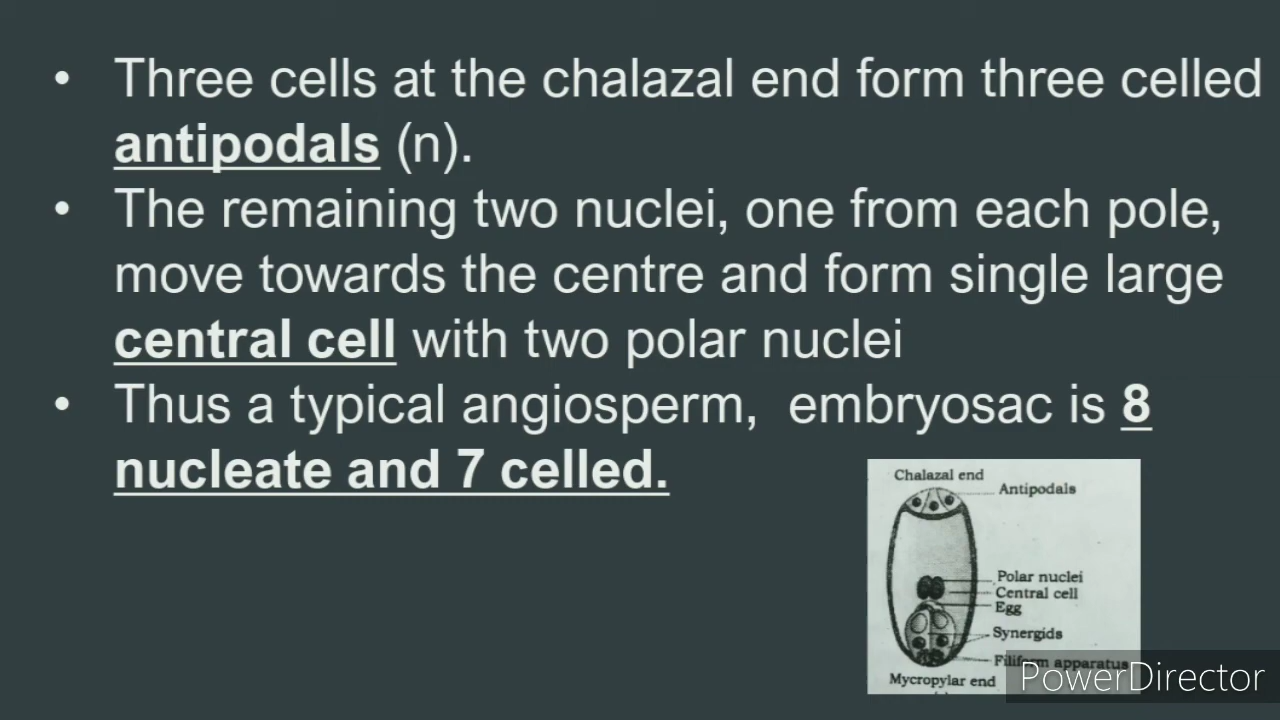 • Three cells at the chalazal end form three celled
antipodals (n).
• The remaining two nuclei, one from each pole,
move towards the centre and form single large
central cell with two polar nuclei
• Thus a typical angiosperm,  embryosac is 8
nucleate and 7 celled.
Chalazal end
Antipodals
Polar nuclei
Central cell
Egg
Synergids
Filiform apparatus
Mycropylar end
PowerDirector